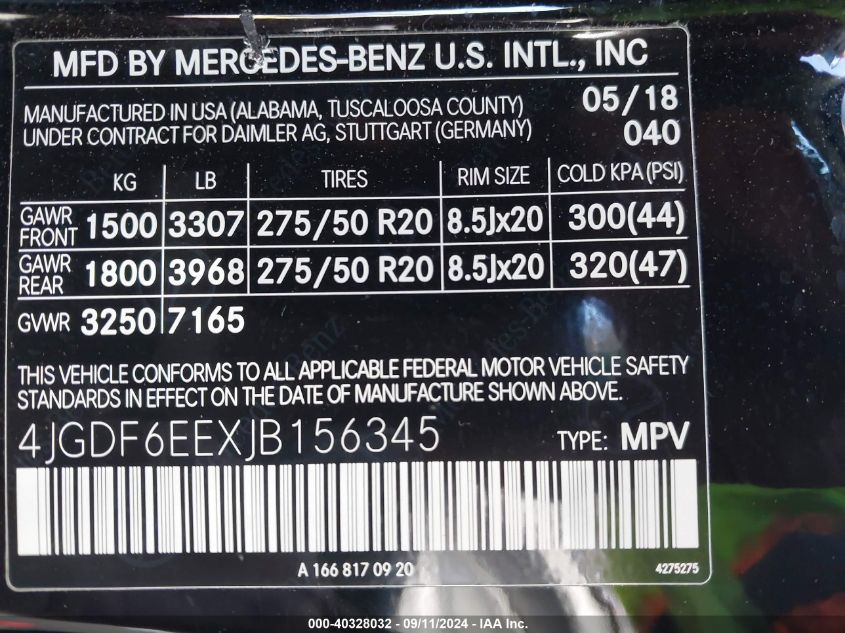 MFD BY MERCEDES-BENZ U.S. INTL., INC
MANUFACTURED IN USA (ALABAMA, TUSCALOOSA COUNTY) 05/18
UNDER CONTRACT FOR DAIMLER AG, STUTTGART (GERMANY) 040
KG LB TIRES RIM SIZE COLD KPA (PSI)
GAWR FRONT 1500 3307 275/50 R20 8.5Jx20 300(44)
GAWR REAR 1800 3968 275/50 R20 8.5Jx20 320(47)
GVWR 3250 7165
THIS VEHICLE CONFORMS TO ALL APPLICABLE FEDERAL MOTOR VEHICLE SAFETY
STANDARDS IN EFFECT ON THE DATE OF MANUFACTURE SHOWN ABOVE.
4JGDF6EEXJB156345 TYPE: MPV
A 166 817 09 20 4275275
000-40328032 - 09/11/2024 - IAA Inc.